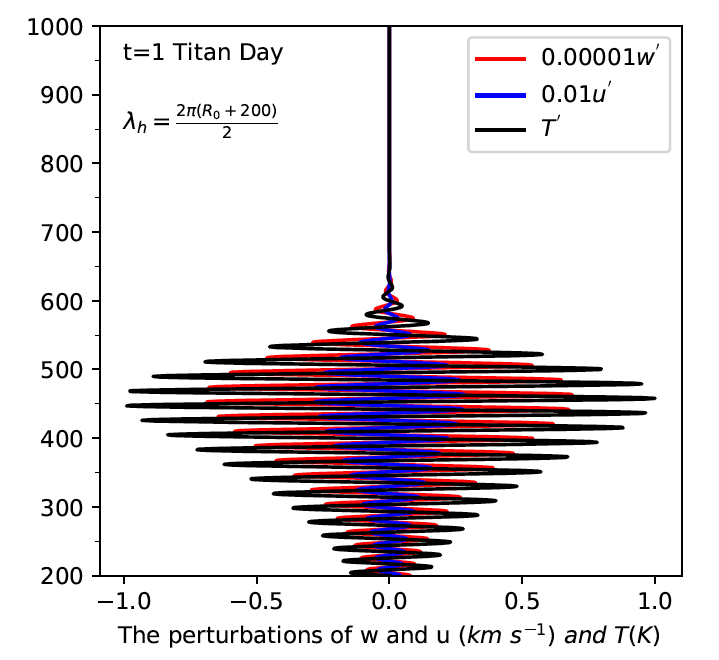 1000
t=1 Titan Day
0.00001w′
900
0.01u′
λ_h = 2π(R_0 + 200)/2
T′
800
700
600
500
400
300
200
−1.0 −0.5 0.0 0.5 1.0
The perturbations of w and u (km s⁻¹) and T(K)